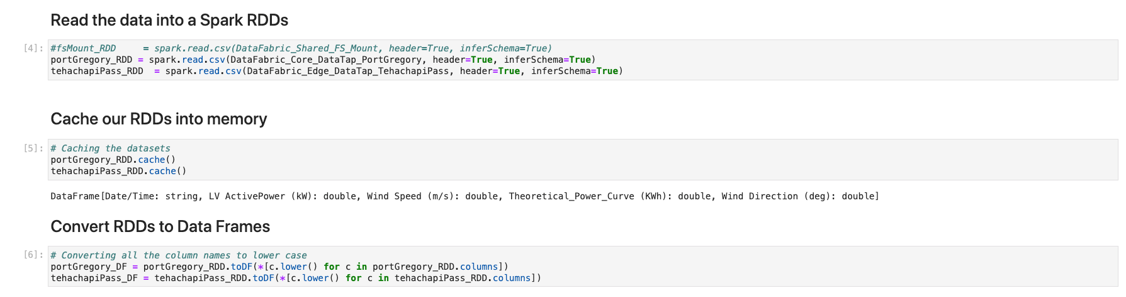 Read the data into a Spark RDDs
[4]: #fsMount_RDD     = spark.read.csv(DataFabric_Shared_FS_Mount, header=True, inferSchema=True)
portGregory_RDD = spark.read.csv(DataFabric_Core_DataTap_PortGregory, header=True, inferSchema=True)
tehachapiPass_RDD  = spark.read.csv(DataFabric_Edge_DataTap_TehachapiPass, header=True, inferSchema=True)
Cache our RDDs into memory
[5]: # Caching the datasets
portGregory_RDD.cache()
tehachapiPass_RDD.cache()
DataFrame[Date/Time: string, LV ActivePower (kW): double, Wind Speed (m/s): double, Theoretical_Power_Curve (KWh): double, Wind Direction (deg): double]
Convert RDDs to Data Frames
[6]: # Converting all the column names to lower case
portGregory_DF = portGregory_RDD.toDF(*[c.lower() for c in portGregory_RDD.columns])
tehachapiPass_DF = tehachapiPass_RDD.toDF(*[c.lower() for c in tehachapiPass_RDD.columns])